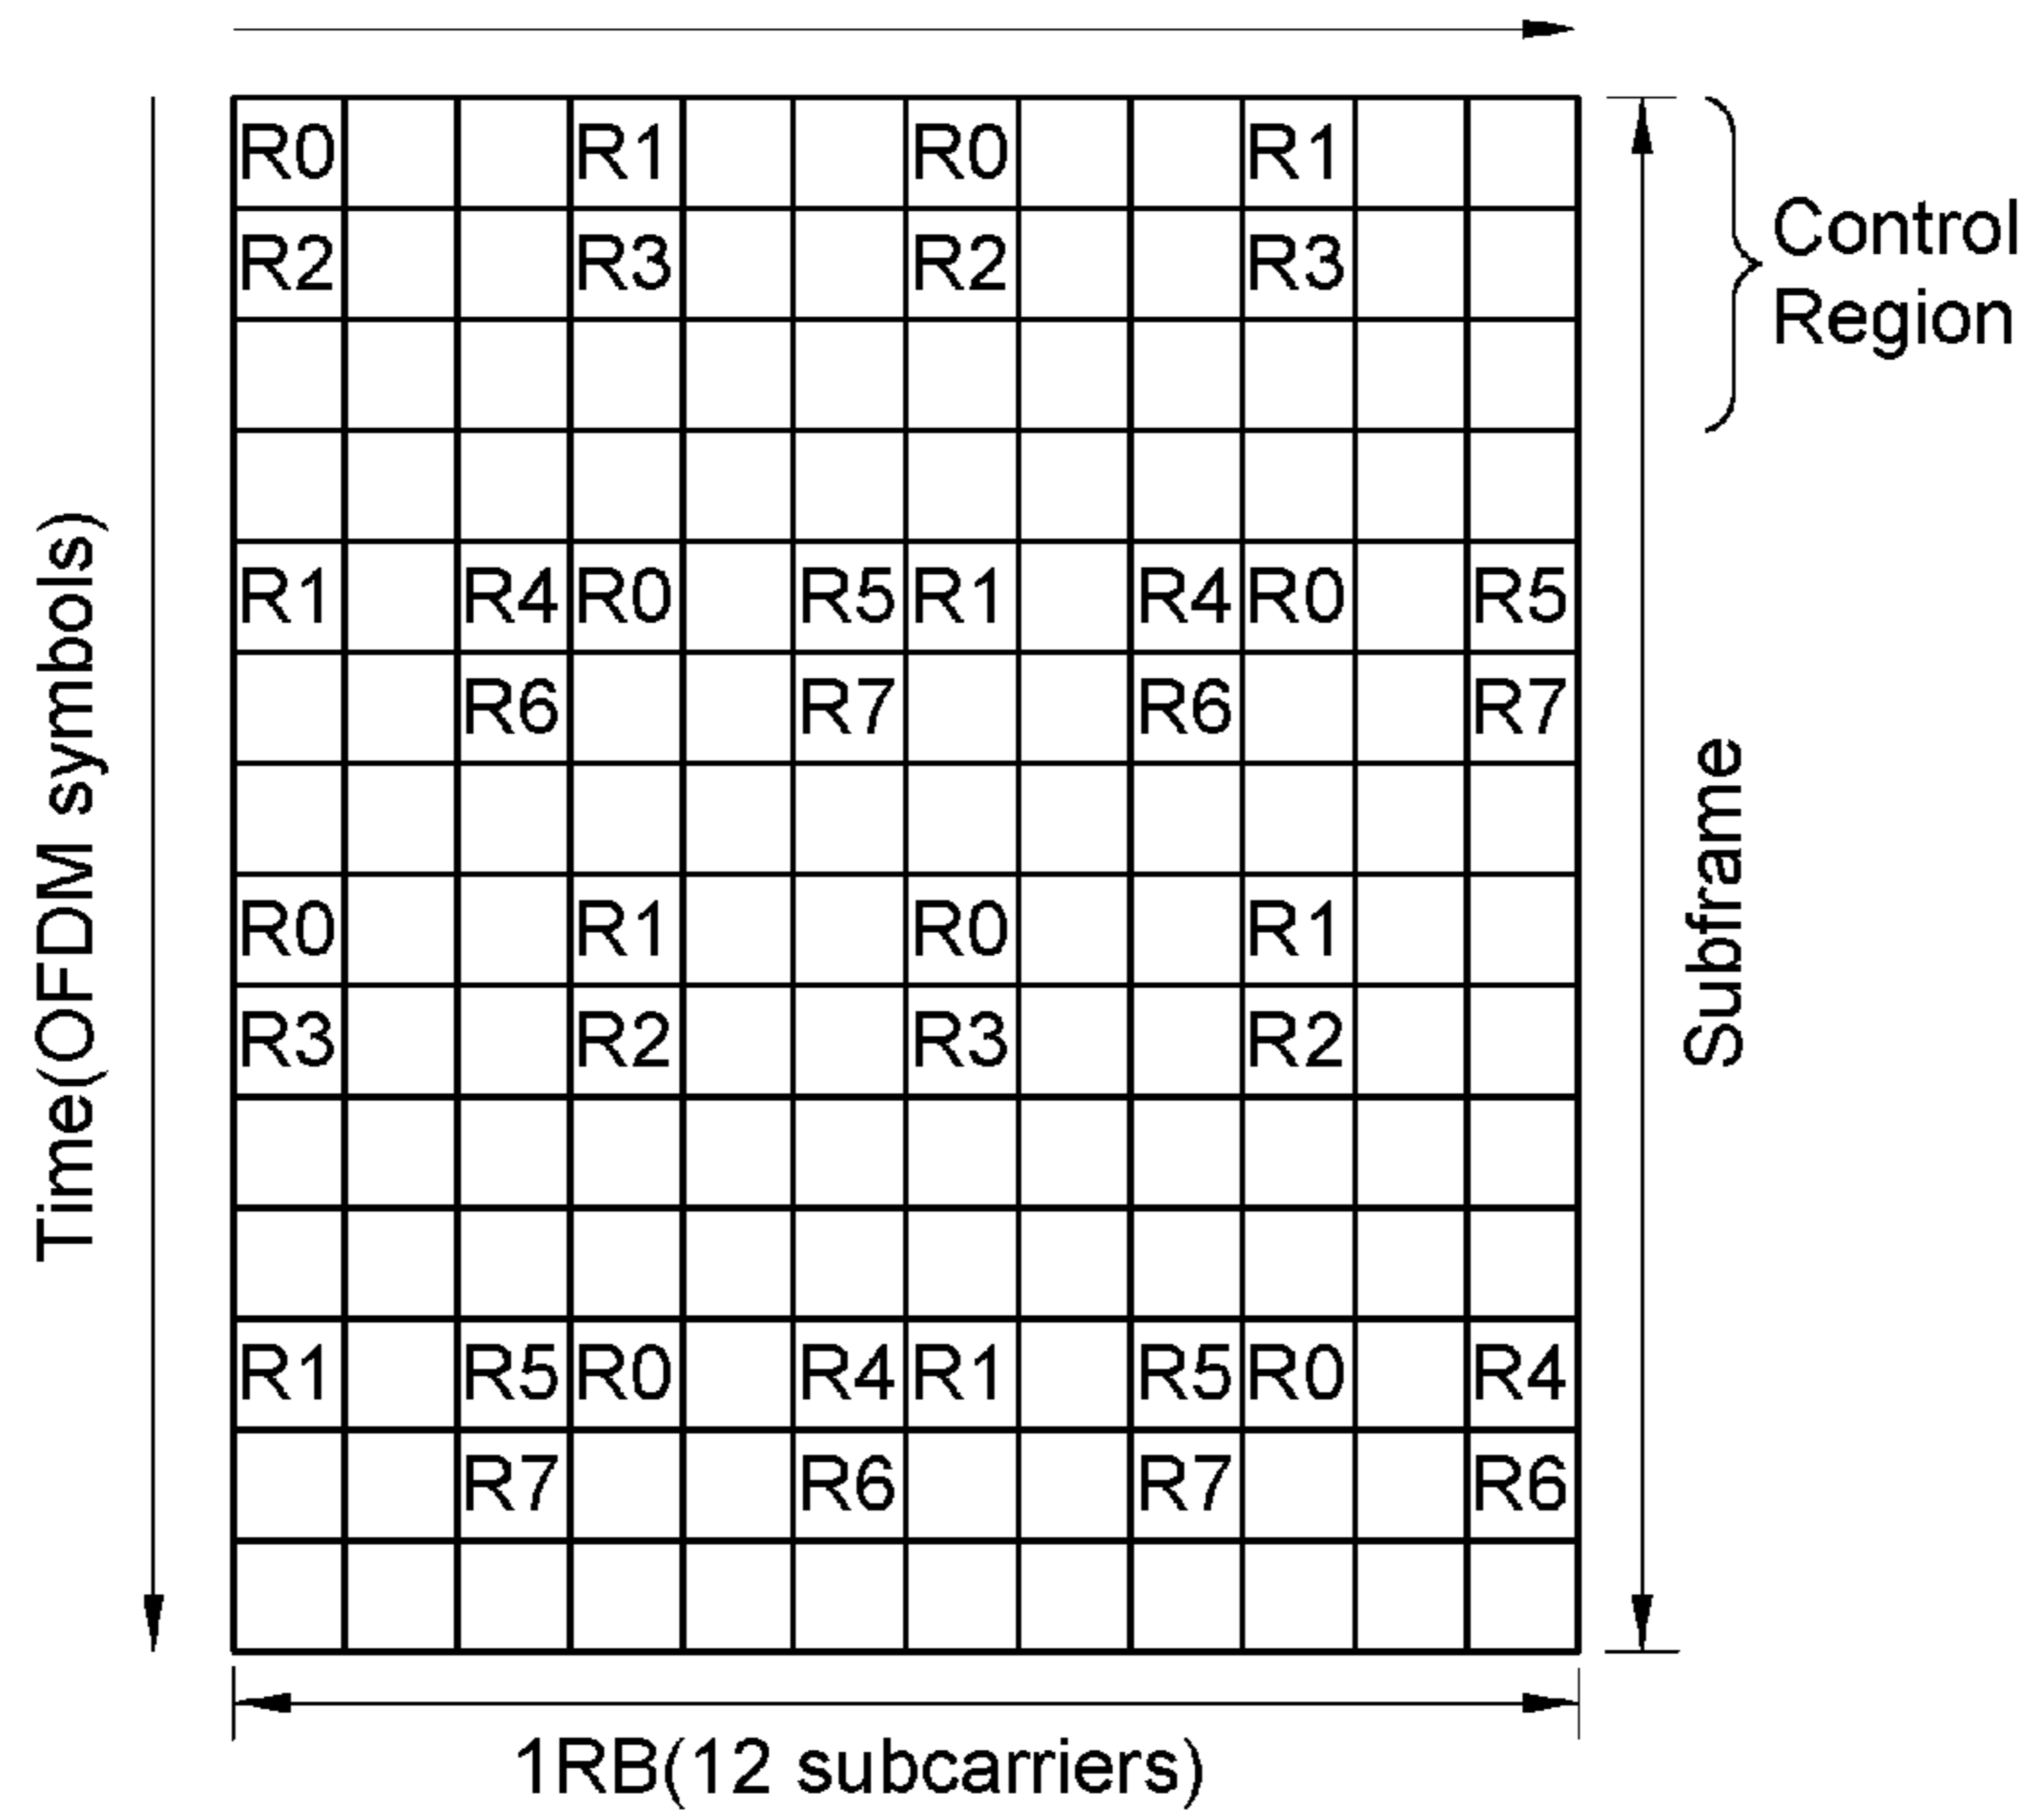 R0 R1 R0 R1
R2 R3 R2 R3
Control
Region
R1 R4 R0 R5 R1 R4 R0 R5
R6 R7 R6 R7
R0 R1 R0 R1
R3 R2 R3 R2
R1 R5 R0 R4 R1 R5 R0 R4
R7 R6 R7 R6
Time(OFDM symbols)
Subframe
1RB(12 subcarriers)